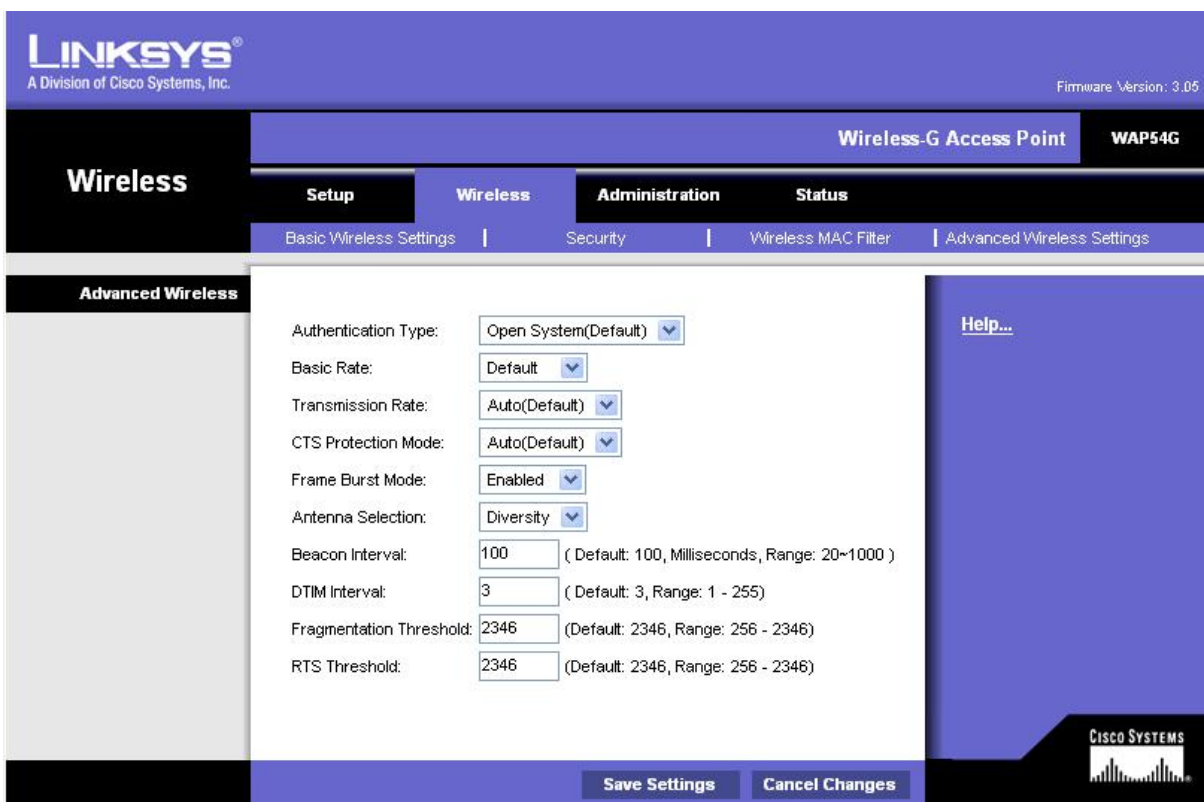 LINKSYS®
A Division of Cisco Systems, Inc.
Firmware Version: 3.05
Wireless-G Access Point WAP54G
Wireless
Setup Wireless Administration Status
Basic Wireless Settings | Security | Wireless MAC Filter | Advanced Wireless Settings
Advanced Wireless
Help...
Authentication Type: Open System(Default)
Basic Rate: Default
Transmission Rate: Auto(Default)
CTS Protection Mode: Auto(Default)
Frame Burst Mode: Enabled
Antenna Selection: Diversity
Beacon Interval: 100 ( Default: 100, Milliseconds, Range: 20~1000 )
DTIM Interval: 3 ( Default: 3, Range: 1 - 255)
Fragmentation Threshold: 2346 (Default: 2346, Range: 256 - 2346)
RTS Threshold: 2346 (Default: 2346, Range: 256 - 2346)
CISCO SYSTEMS
Save Settings Cancel Changes